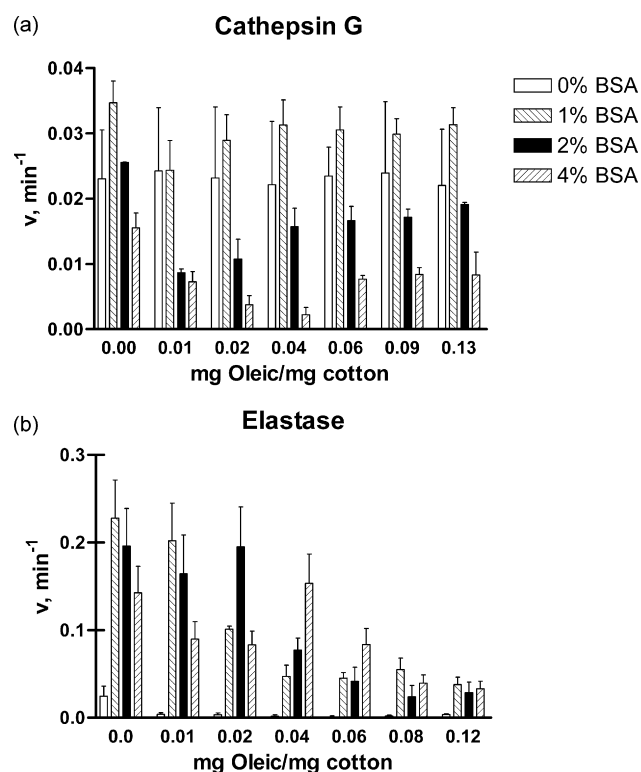 (a)
Cathepsin G
0.04
0.03
0.02
0.01
0.00
v, min-1
0.00 0.01 0.02 0.04 0.06 0.09 0.13
mg Oleic/mg cotton
0% BSA
1% BSA
2% BSA
4% BSA
(b)
Elastase
0.3
0.2
0.1
0.0
v, min-1
0.0 0.01 0.02 0.04 0.06 0.08 0.12
mg Oleic/mg cotton